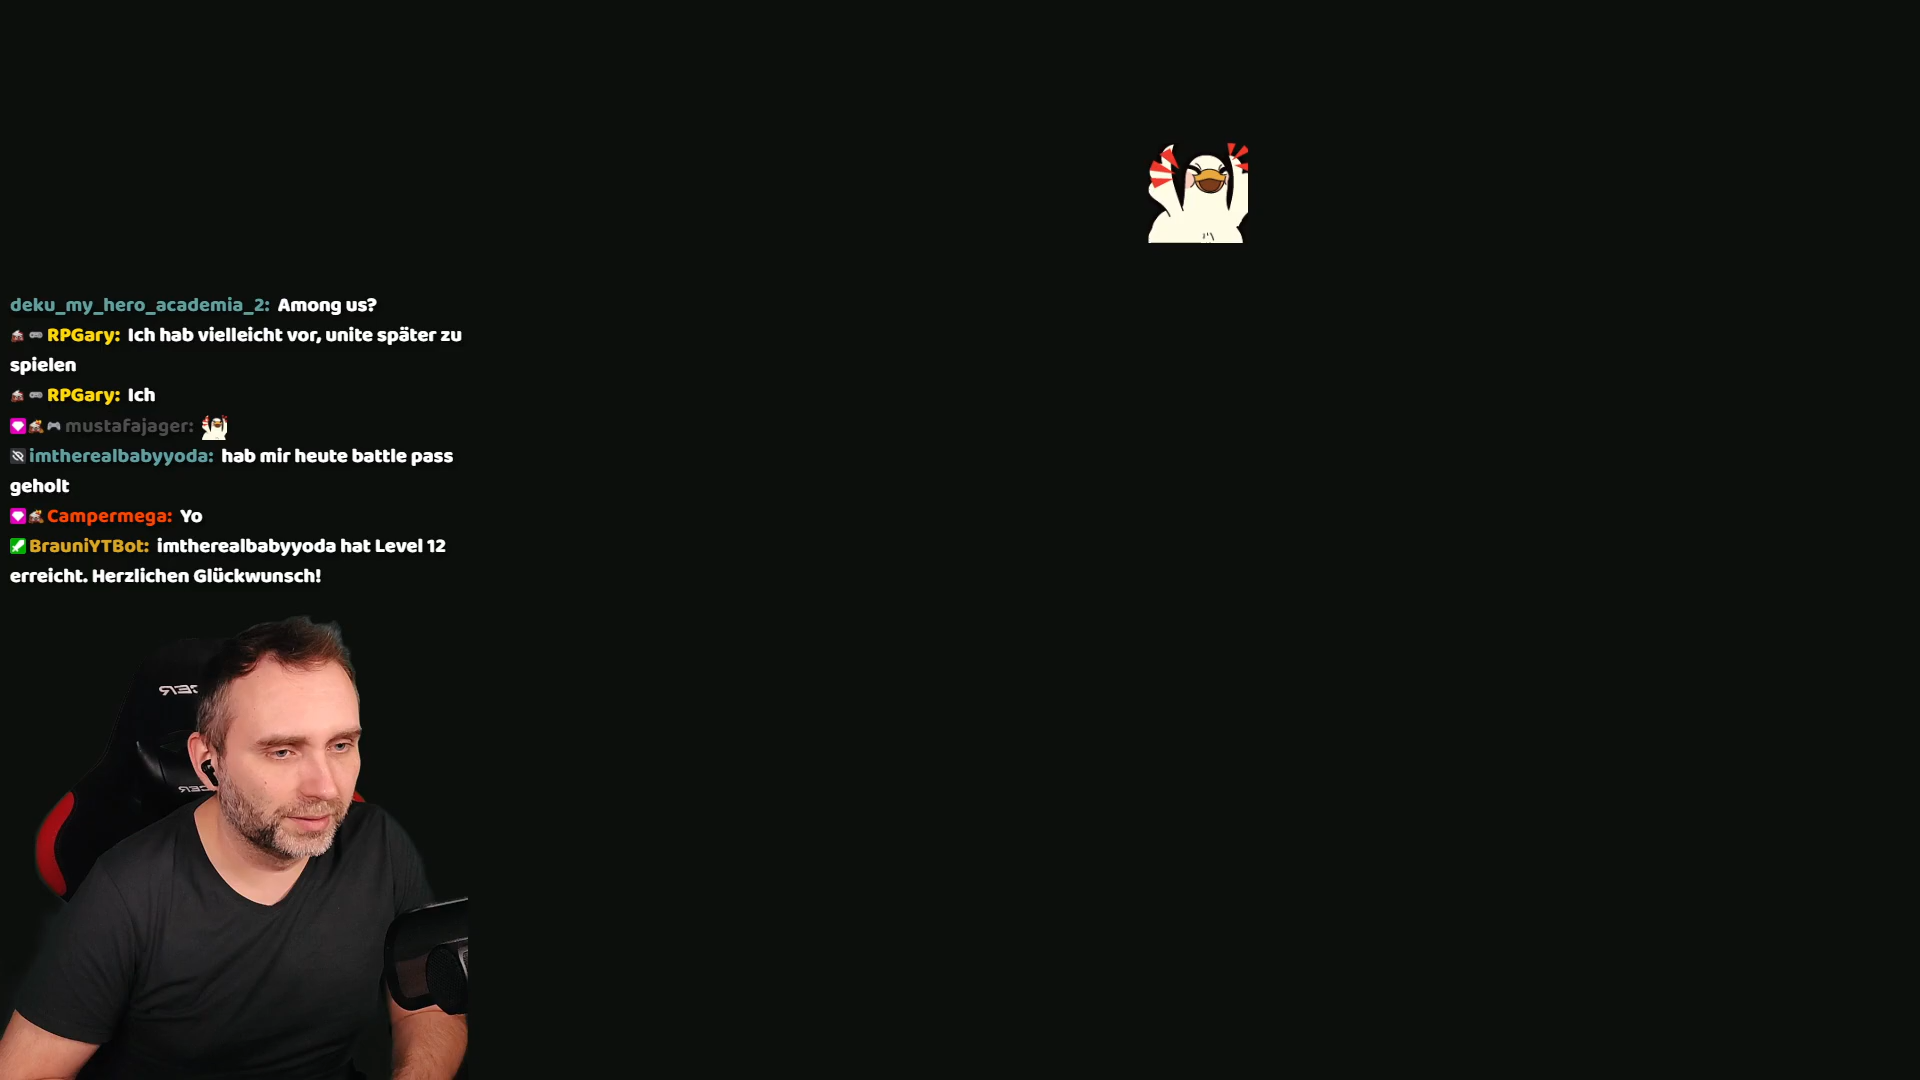 deku_my_hero_academia_2: Among us?
RPGary: Ich hab vielleicht vor, unite später zu
spielen
RPGary: Ich
mustafajager:
imtherealbabyyoda: hab mir heute battle pass
geholt
Campermega: Yo
BrauniYTBot: imtherealbabyyoda hat Level 12
erreicht. Herzlichen Glückwunsch!